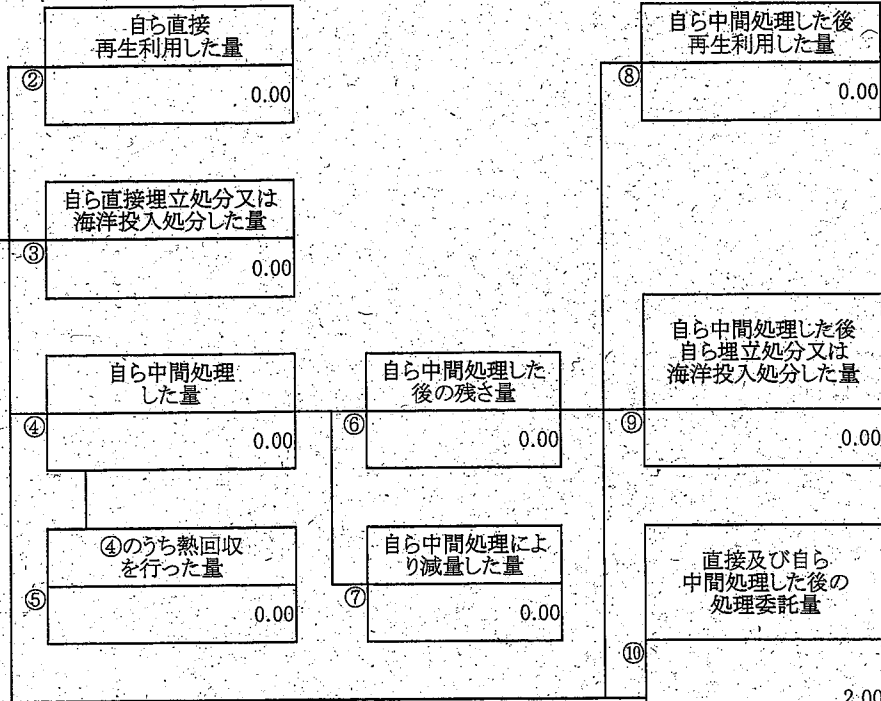 自ら直接
再生利用した量
②
0.00
自ら直接埋立処分又は
海洋投入処分した量
③
0.00
自ら中間処理
した量
④
0.00
④のうち熱回収
を行った量
⑤
0.00
自ら中間処理した
後の残さ量
⑥
0.00
自ら中間処理によ
り減量した量
⑦
0.00
自ら中間処理した後
再生利用した量
⑧
0.00
自ら中間処理した後
自ら埋立処分又は
海洋投入処分した量
⑨
0.00
直接及び自ら
中間処理した後の
処理委託量
⑩
2.00